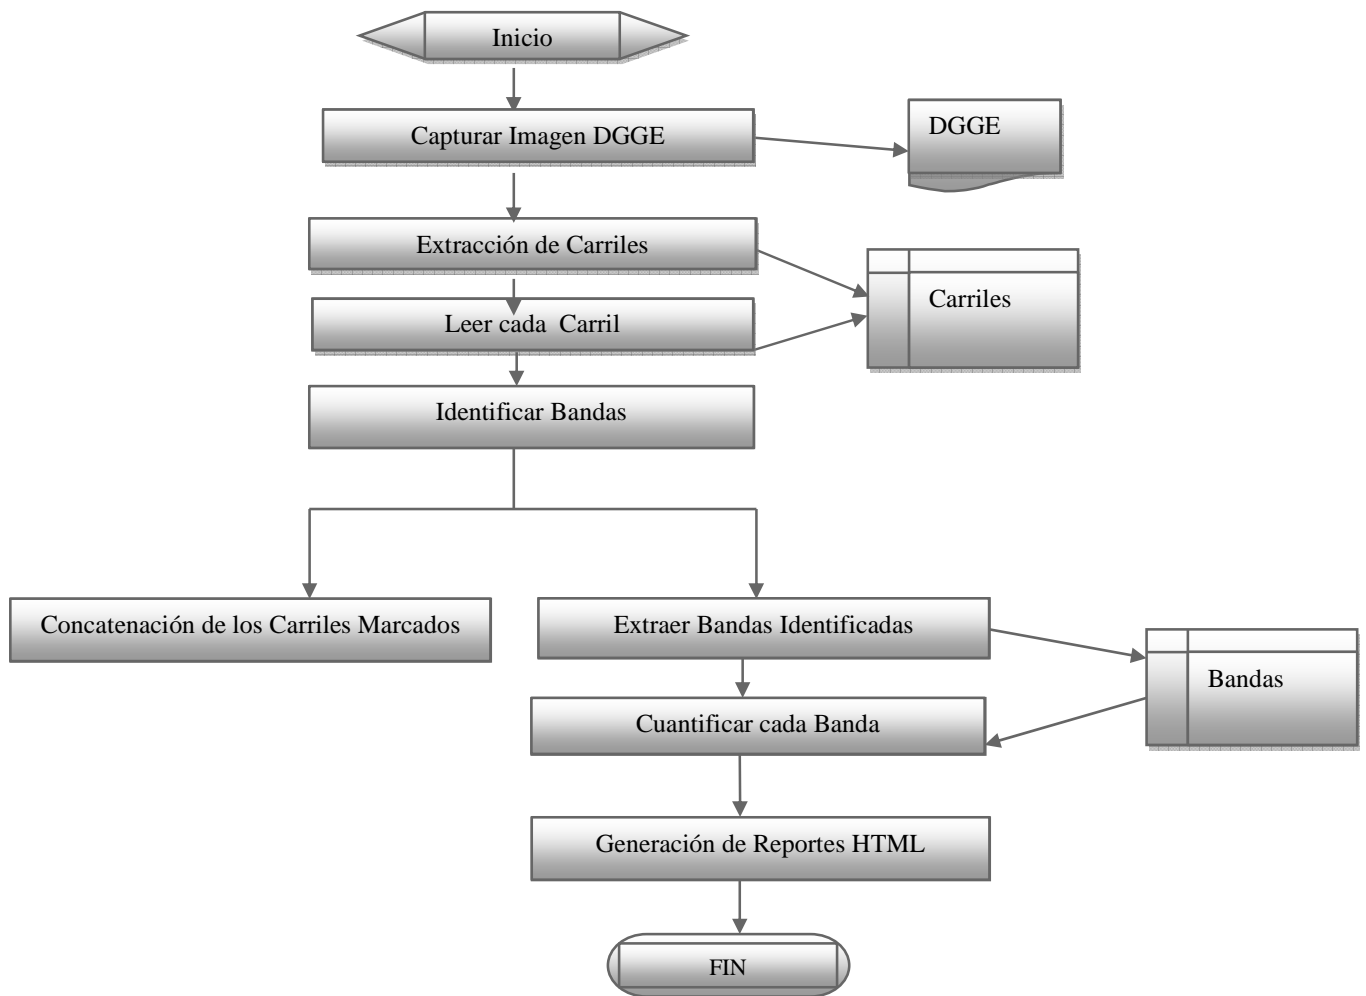 Inicio
Capturar Imagen DGGE
DGGE
Extracción de Carriles
Carriles
Leer cada Carril
Identificar Bandas
Concatenación de los Carriles Marcados
Extraer Bandas Identificadas
Bandas
Cuantificar cada Banda
Generación de Reportes HTML
FIN